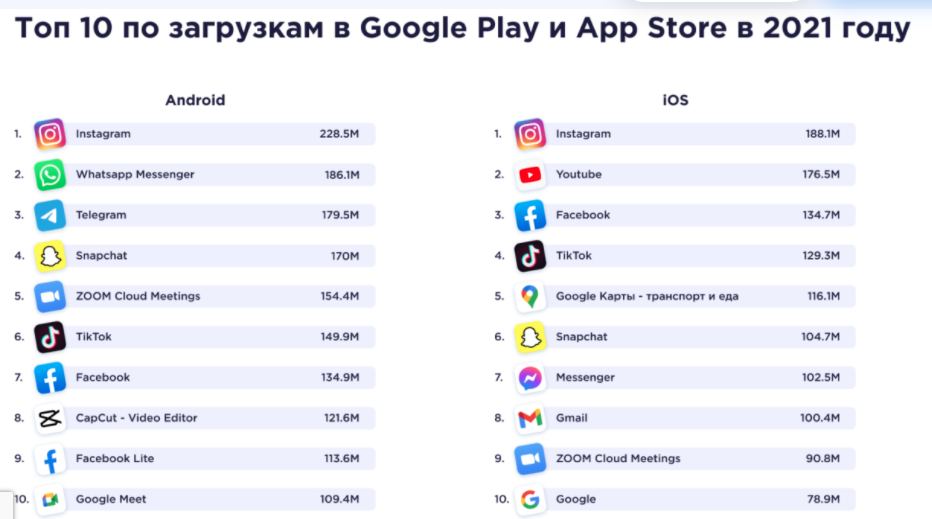 Топ 10 по загрузкам в Google Play и App Store в 2021 году
Android
1. Instagram 228.5M
2. Whatsapp Messenger 186.1M
3. Telegram 179.5M
4. Snapchat 170M
5. ZOOM Cloud Meetings 154.4M
6. TikTok 149.9M
7. Facebook 134.9M
8. CapCut - Video Editor 121.6M
9. Facebook Lite 113.6M
10. Google Meet 109.4M
iOS
1. Instagram 188.1M
2. Youtube 176.5M
3. Facebook 134.7M
4. TikTok 129.3M
5. Google Карты - транспорт и еда 116.1M
6. Snapchat 104.7M
7. Messenger 102.5M
8. Gmail 100.4M
9. ZOOM Cloud Meetings 90.8M
10. Google 78.9M